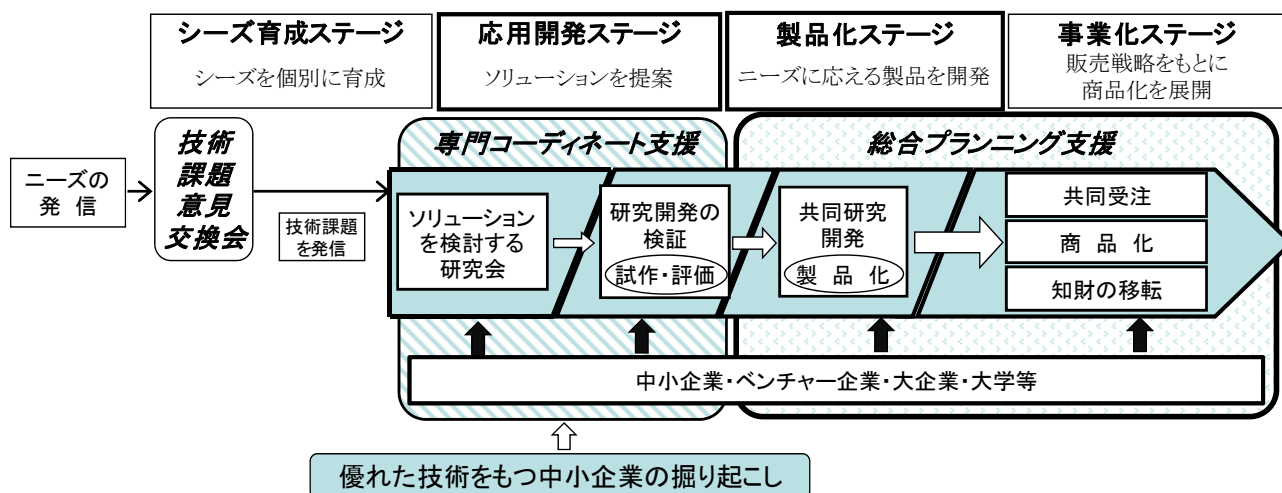 シーズ育成ステージ
シーズを個別に育成
応用開発ステージ
ソリューションを提案
製品化ステージ
ニーズに応える製品を開発
事業化ステージ
販売戦略をもとに
商品化を展開
ニーズの
発 信
技術
課題
意見
交換会
技術課題
を発信
専門コーディネート支援
総合プランニング支援
ソリューション
を検討する
研究会
研究開発の
検証
試作・評価
共同研究
開発
製 品 化
共同受注
商 品 化
知財の移転
中小企業・ベンチャー企業・大企業・大学等
優れた技術をもつ中小企業の掘り起こし